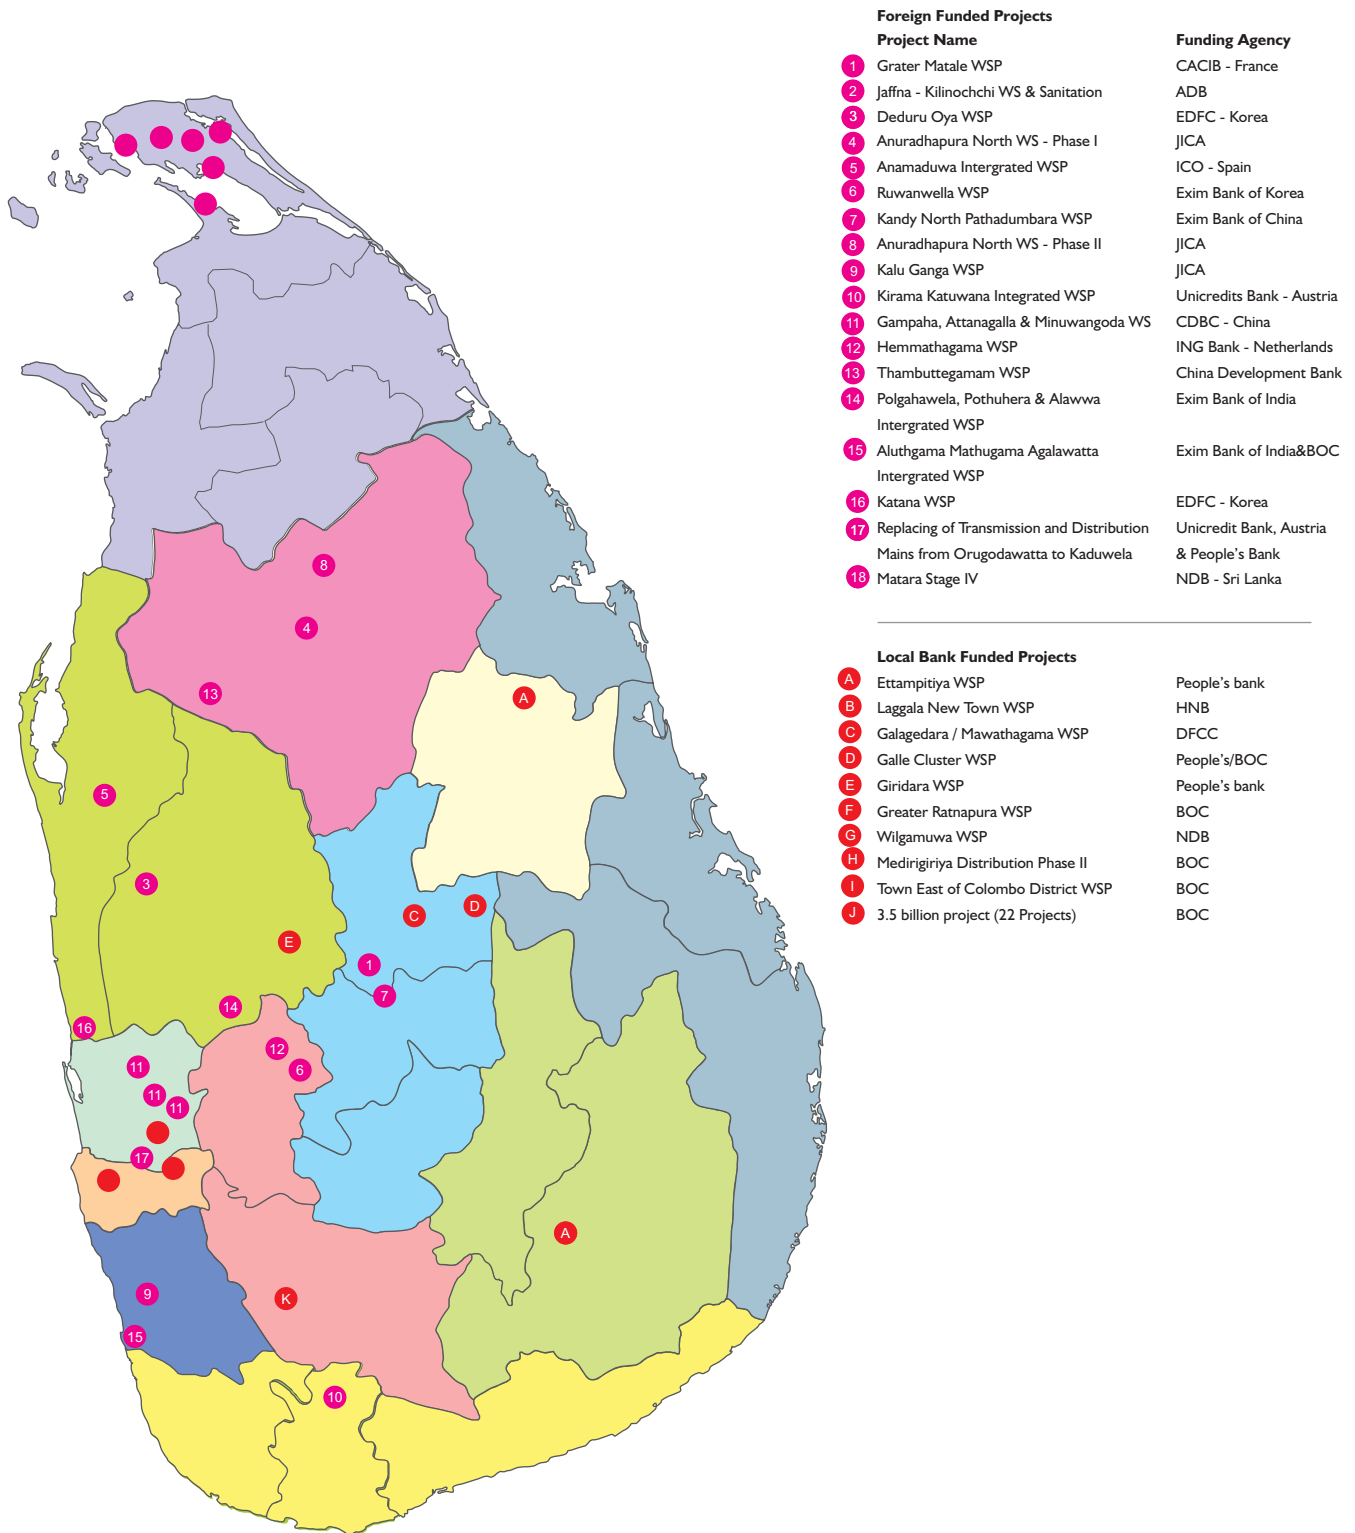 Foreign Funded Projects
Project Name Funding Agency
1 Grater Matale WSP CACIB - France
2 Jaffna - Kilinochchi WS & Sanitation ADB
3 Deduru Oya WSP EDFC - Korea
4 Anuradhapura North WS - Phase I JICA
5 Anamaduwa Intergrated WSP ICO - Spain
6 Ruwanwella WSP Exim Bank of Korea
7 Kandy North Pathadumbara WSP Exim Bank of China
8 Anuradhapura North WS - Phase II JICA
9 Kalu Ganga WSP JICA
10 Kirama Katuwana Integrated WSP Unicredits Bank - Austria
11 Gampaha, Attanagalla & Minuwangoda WS CDBC - China
12 Hemmathagama WSP ING Bank - Netherlands
13 Thambuttegamam WSP China Development Bank
14 Polgahawela, Pothuhera & Alawwa Exim Bank of India
Intergrated WSP
15 Aluthgama Mathugama Agalawatta Exim Bank of India&BOC
Intergrated WSP
16 Katana WSP EDFC - Korea
17 Replacing of Transmission and Distribution Unicredit Bank, Austria
Mains from Orugodawatta to Kaduwela & People's Bank
18 Matara Stage IV NDB - Sri Lanka
Local Bank Funded Projects
A Ettampitiya WSP People's bank
B Laggala New Town WSP HNB
C Galagedara / Mawathagama WSP DFCC
D Galle Cluster WSP People's/BOC
E Giridara WSP People's bank
F Greater Ratnapura WSP BOC
G Wilgamuwa WSP NDB
H Medirigiriya Distribution Phase II BOC
I Town East of Colombo District WSP BOC
J 3.5 billion project (22 Projects) BOC
8
4
13
A
5
3
C
D
E
1
7
14
16
12
11
6
11
11
17
A
9
K
15
10